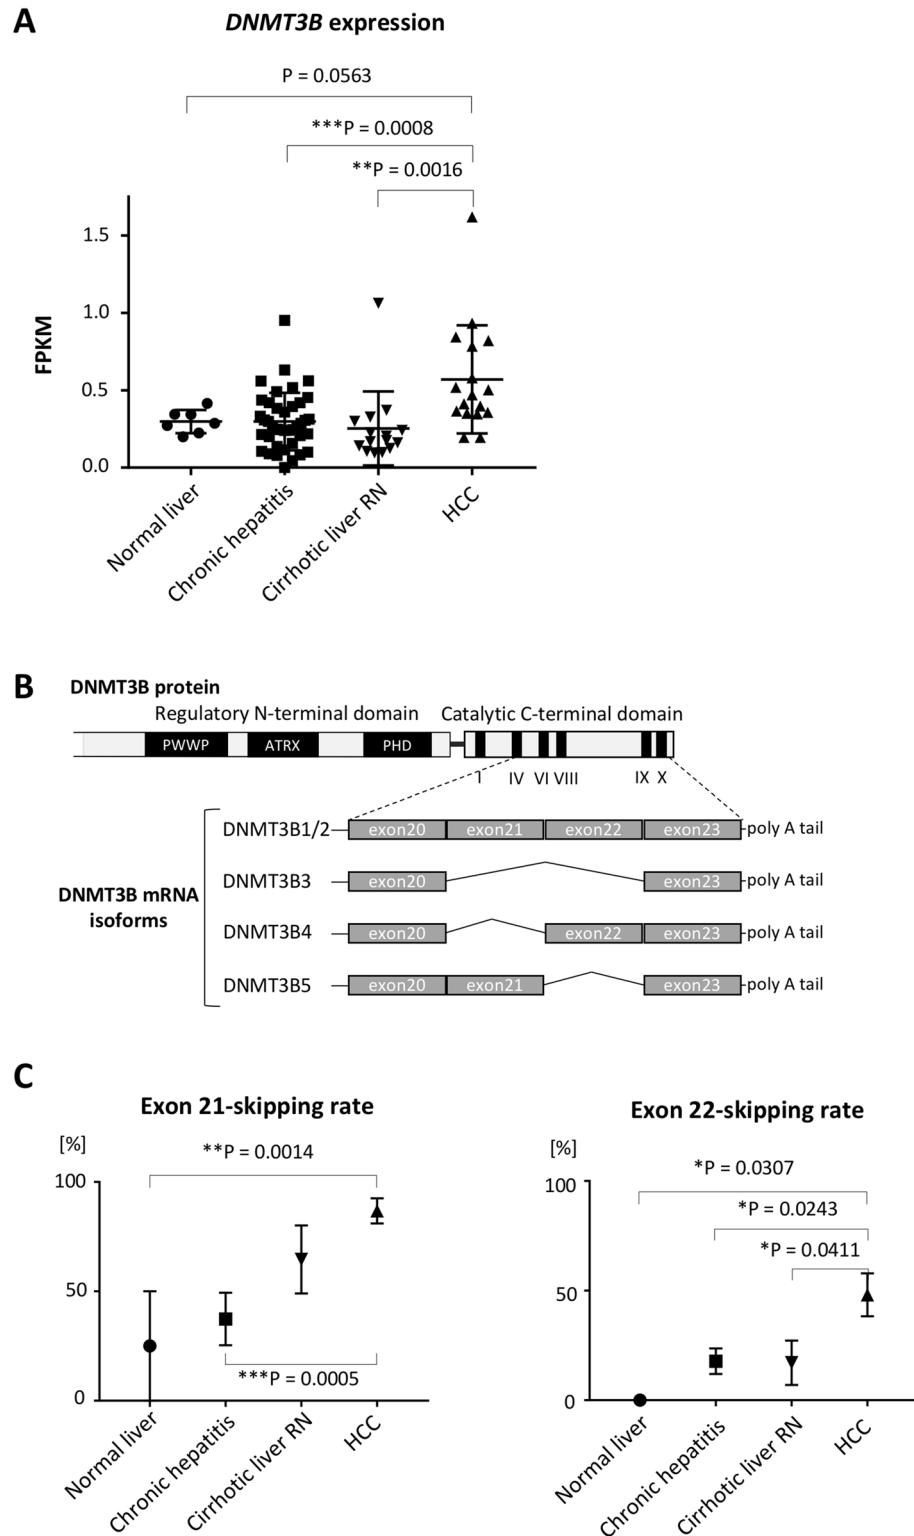 A
DNMT3B expression
P = 0.0563
***P = 0.0008
**P = 0.0016
FPKM
1.5
1.0
0.5
0.0
Normal liver
Chronic hepatitis
Cirrhotic liver RN
HCC
B
DNMT3B protein
Regulatory N-terminal domain Catalytic C-terminal domain
PWWP ATRX PHD
I IV VI VIII IX X
DNMT3B mRNA isoforms
DNMT3B1/2 exon20 exon21 exon22 exon23 poly A tail
DNMT3B3 exon20 exon23 poly A tail
DNMT3B4 exon20 exon22 exon23 poly A tail
DNMT3B5 exon20 exon21 exon23 poly A tail
C
Exon 21-skipping rate
[%]
**P = 0.0014
100
50
0
***P = 0.0005
Normal liver
Chronic hepatitis
Cirrhotic liver RN
HCC
Exon 22-skipping rate
[%]
*P = 0.0307
*P = 0.0243
*P = 0.0411
100
50
0
Normal liver
Chronic hepatitis
Cirrhotic liver RN
HCC